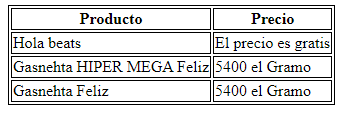 Producto Precio
Hola beats El precio es gratis
Gasnehta HIPER MEGA Feliz 5400 el Gramo
Gasnehta Feliz 5400 el Gramo